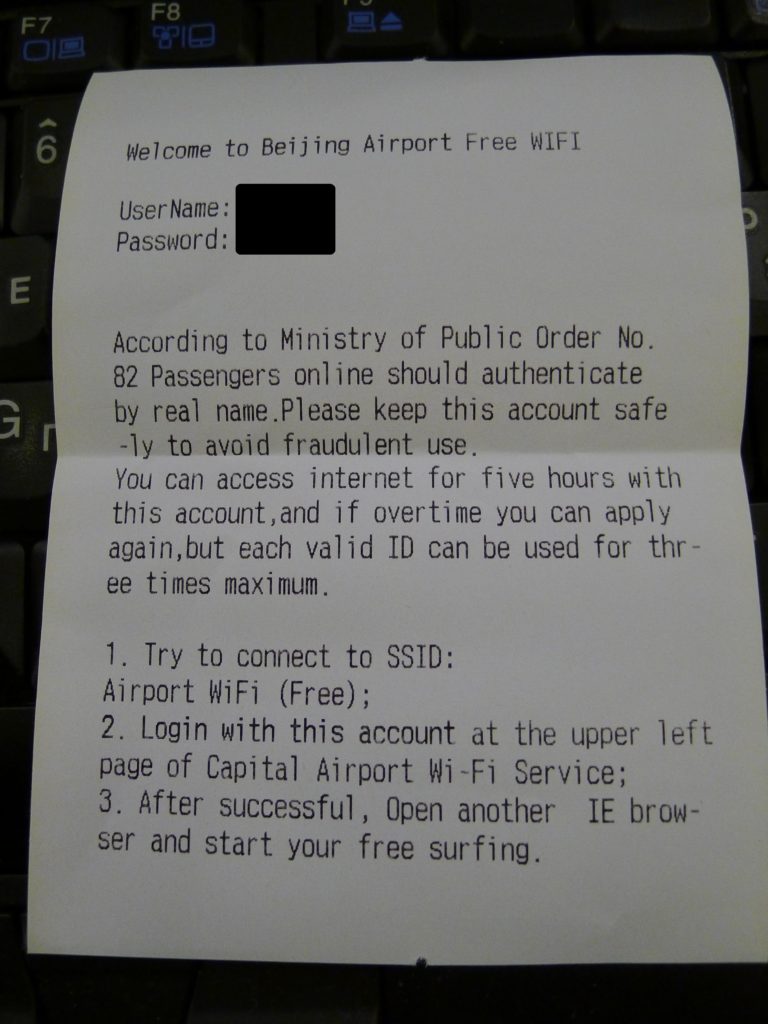 F7
F8
F9
6
E
G
P
Welcome to Beijing Airport Free WIFI
UserName:
Password:
According to Ministry of Public Order No.
82 Passengers online should authenticate
by real name.Please keep this account safe
-ly to avoid fraudulent use.
You can access internet for five hours with
this account,and if overtime you can apply
again,but each valid ID can be used for thr-
ee times maximum.
1. Try to connect to SSID:
Airport WiFi (Free);
2. Login with this account at the upper left
page of Capital Airport Wi-Fi Service;
3. After successful, Open another IE brow-
ser and start your free surfing.